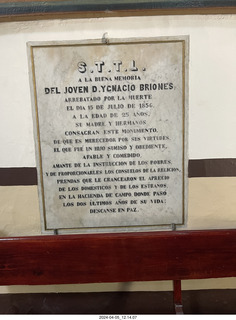 S.T.T.L.
A LA BUENA MEMORIA
DEL JOVEN D. YGNACIO BRIONES.
ARREBATADO POR LA MUERTE
EL DIA 15 DE JULIO DE 1854
A LA EDAD DE 25 AÑOS,
SU MADRE Y HERMANOS
CONSAGRAN ESTE MONUMENTO,
DE QUE ES MERECEDOR POR SUS VIRTUDES,
EL QUE FUE UN HIJO SUMISO Y OBEDIENTE,
AFABLE Y COMEDIDO.
AMANTE DE LA INSTRUCCION DE LOS POBRES,
Y DE PROPORCIONALES LOS CONSUELOS DE LA RELIGION,
PRENDAS QUE LE GRANGEARON EL APRECIO
DE LOS DOMESTICOS Y DE LOS ESTRAÑOS,
EN LA HACIENDA DE CAMPO DONDE PASO
LOS DOS ULTIMOS AÑOS DE SU VIDA:
DESCANSE EN PAZ.
2024-04-05_12:14:07